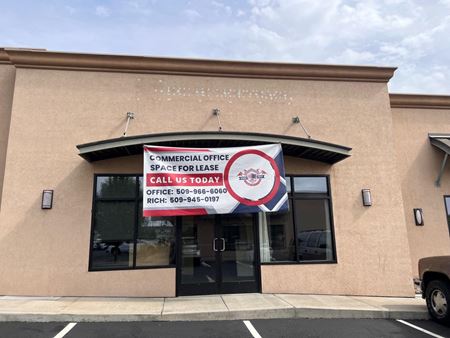 COMMERCIAL OFFICE
SPACE FOR LEASE
CALL US TODAY
OFFICE: 509-966-6060
RICH: 509-945-0197